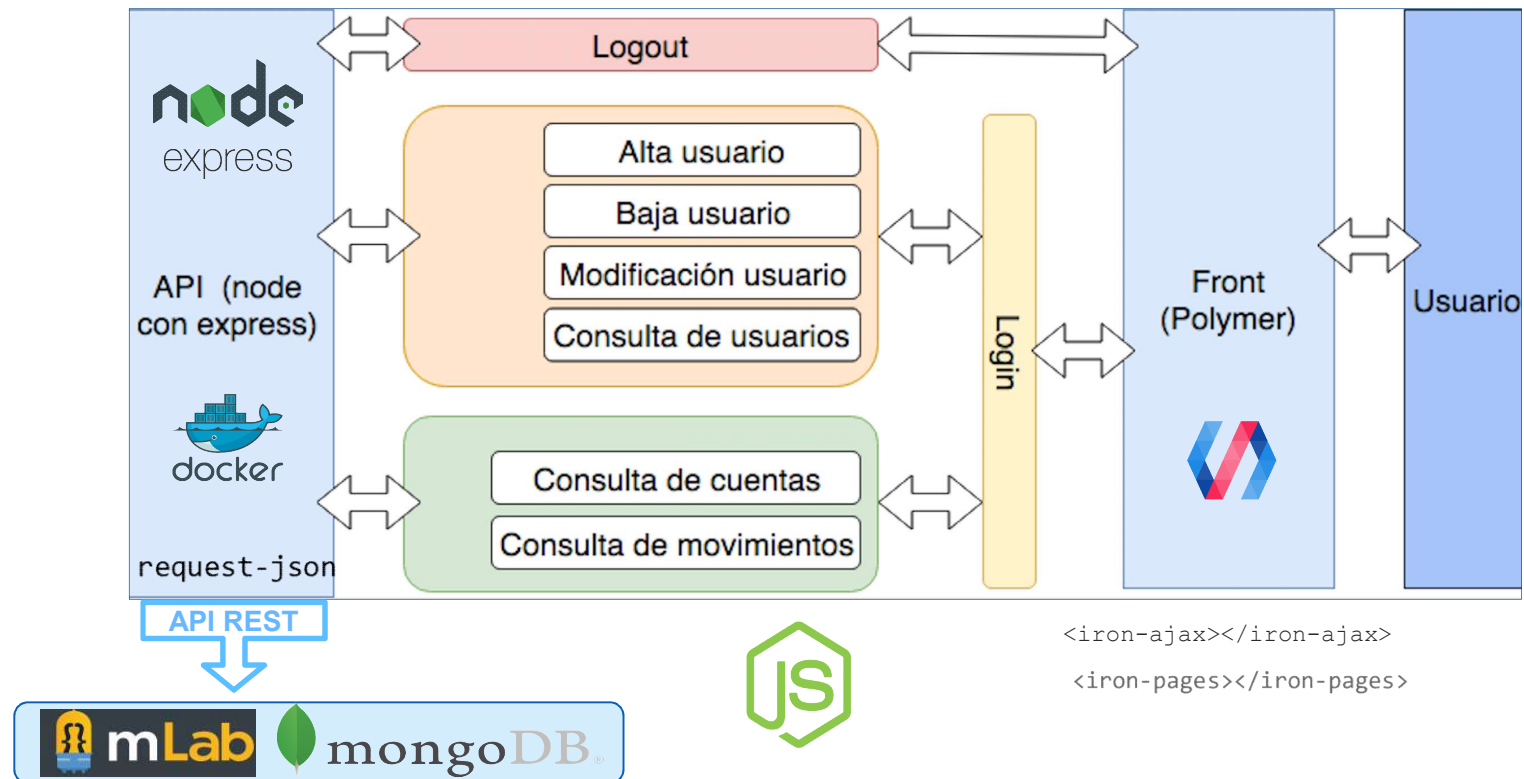 node
express
API (node
con express)
docker
request-json
API REST
mLab
mongoDB®
Logout
Alta usuario
Baja usuario
Modificación usuario
Consulta de usuarios
Consulta de cuentas
Consulta de movimientos
Login
Front
(Polymer)
Usuario
JS
<iron-ajax></iron-ajax>
<iron-pages></iron-pages>